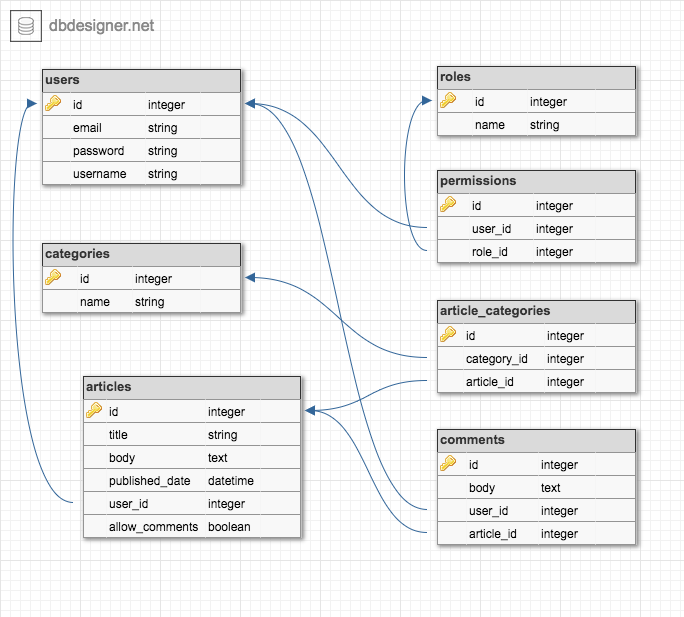 dbdesigner.net
users
id integer
email string
password string
username string
categories
id integer
name string
articles
id integer
title string
body text
published_date datetime
user_id integer
allow_comments boolean
roles
id integer
name string
permissions
id integer
user_id integer
role_id integer
article_categories
id integer
category_id integer
article_id integer
comments
id integer
body text
user_id integer
article_id integer